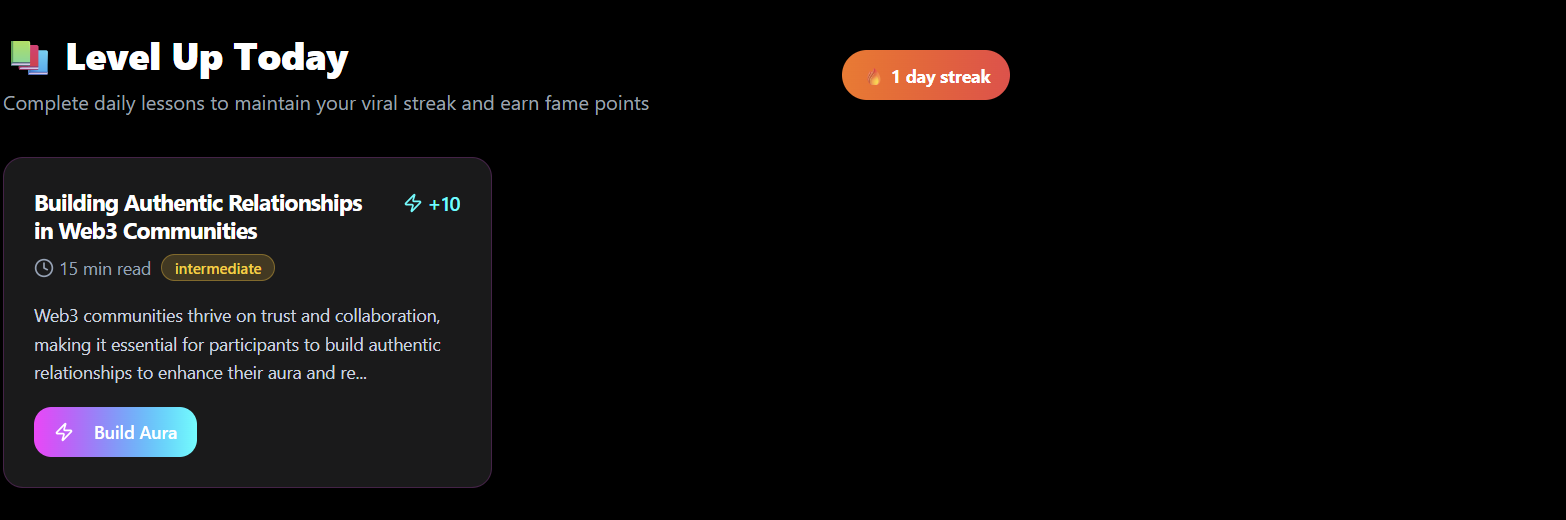 Level Up Today
Complete daily lessons to maintain your viral streak and earn fame points
1 day streak
Building Authentic Relationships
in Web3 Communities
+10
15 min read
intermediate
Web3 communities thrive on trust and collaboration,
making it essential for participants to build authentic
relationships to enhance their aura and re...
Build Aura